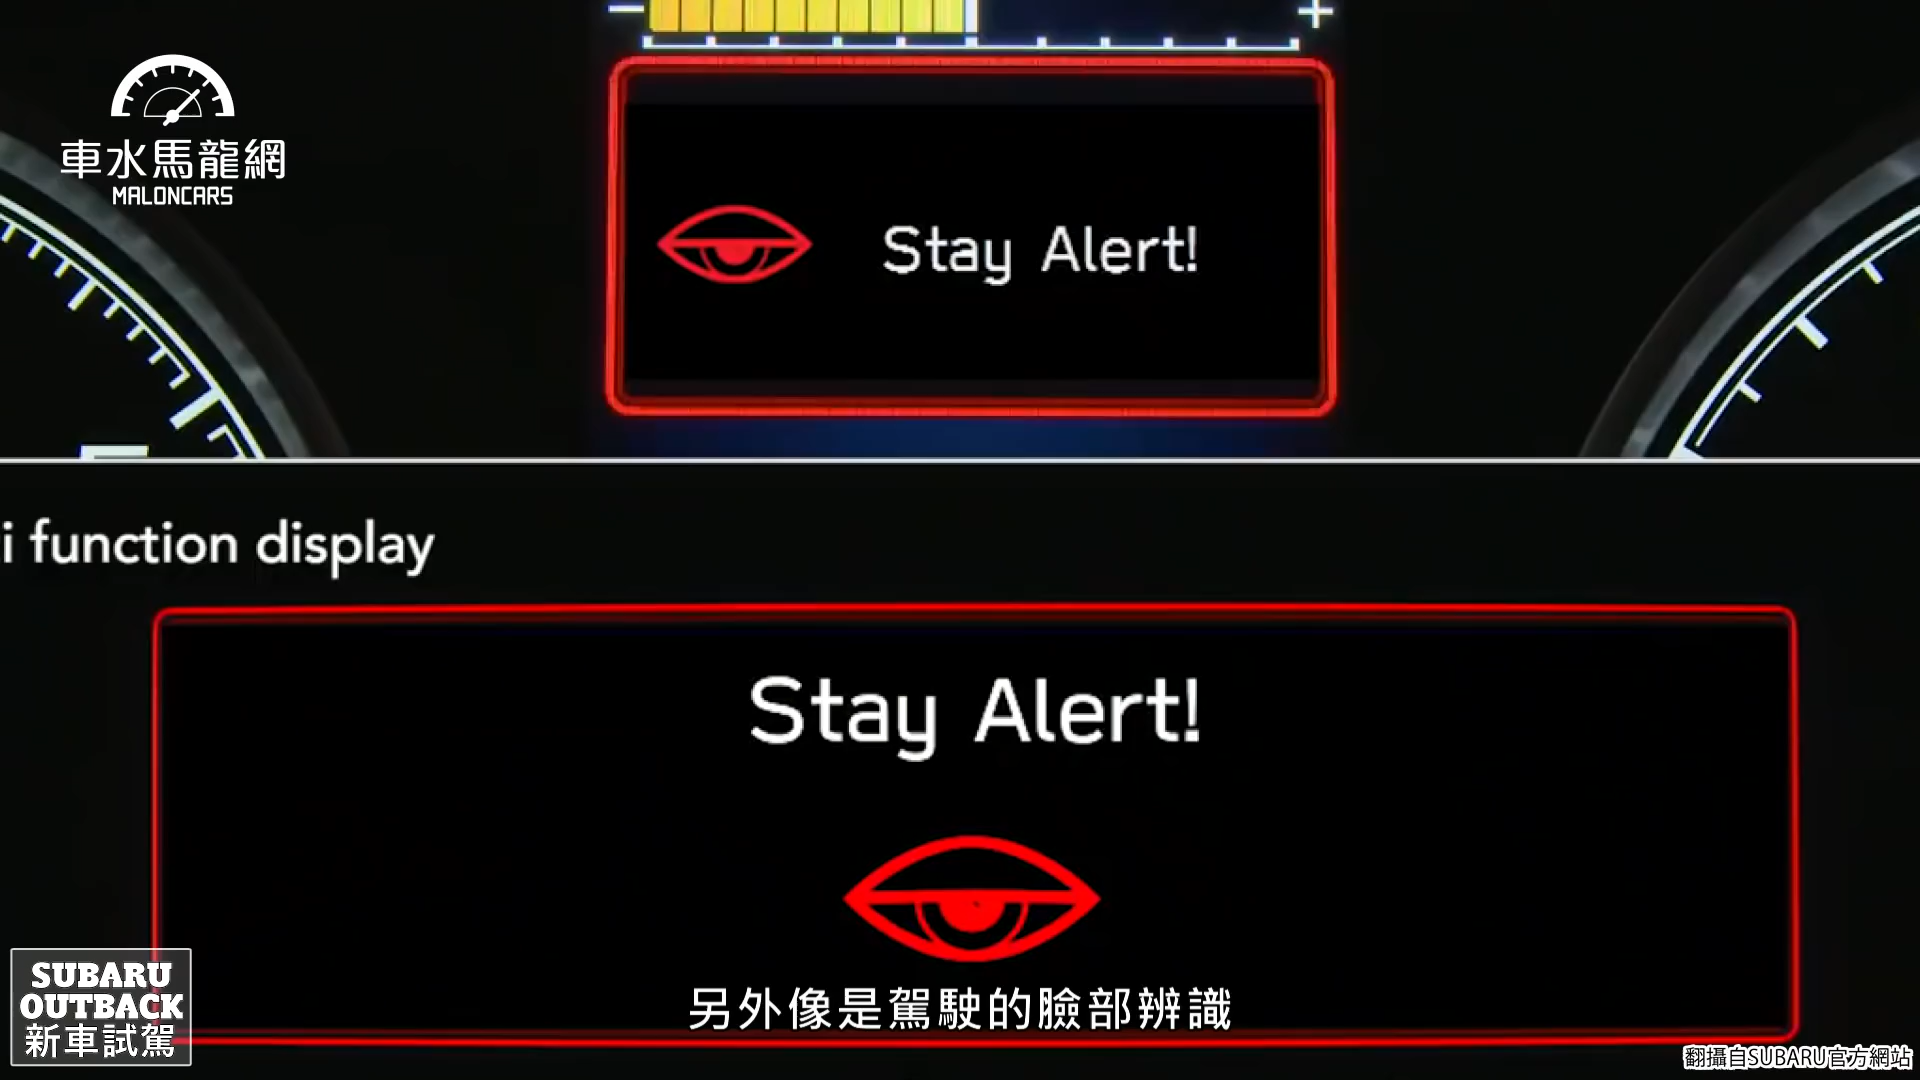 車水馬龍網
MALONCARS
Stay Alert!
i function display
Stay Alert!
另外像是駕駛的臉部辨識
SUBARU
OUTBACK
新車試駕
翻攝自SUBARU官方網站